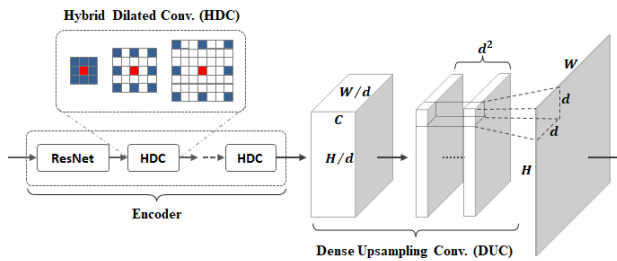 Hybrid Dilated Conv. (HDC)
d²
W
W/d
d
C
d
ResNet
HDC
HDC
H/d
H
Encoder
Dense Upsampling Conv. (DUC)